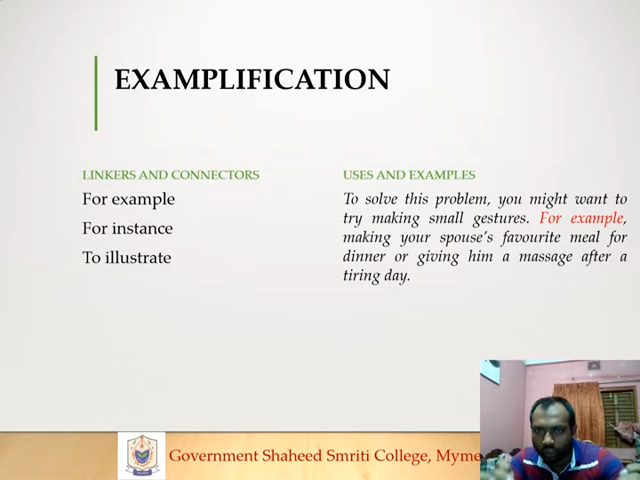 EXAMPLIFICATION
LINKERS AND CONNECTORS
For example
For instance
To illustrate
USES AND EXAMPLES
To solve this problem, you might want to
try making small gestures. For example,
making your spouse's favourite meal for
dinner or giving him a massage after a
tiring day.
Government Shaheed Smriti College, Myme